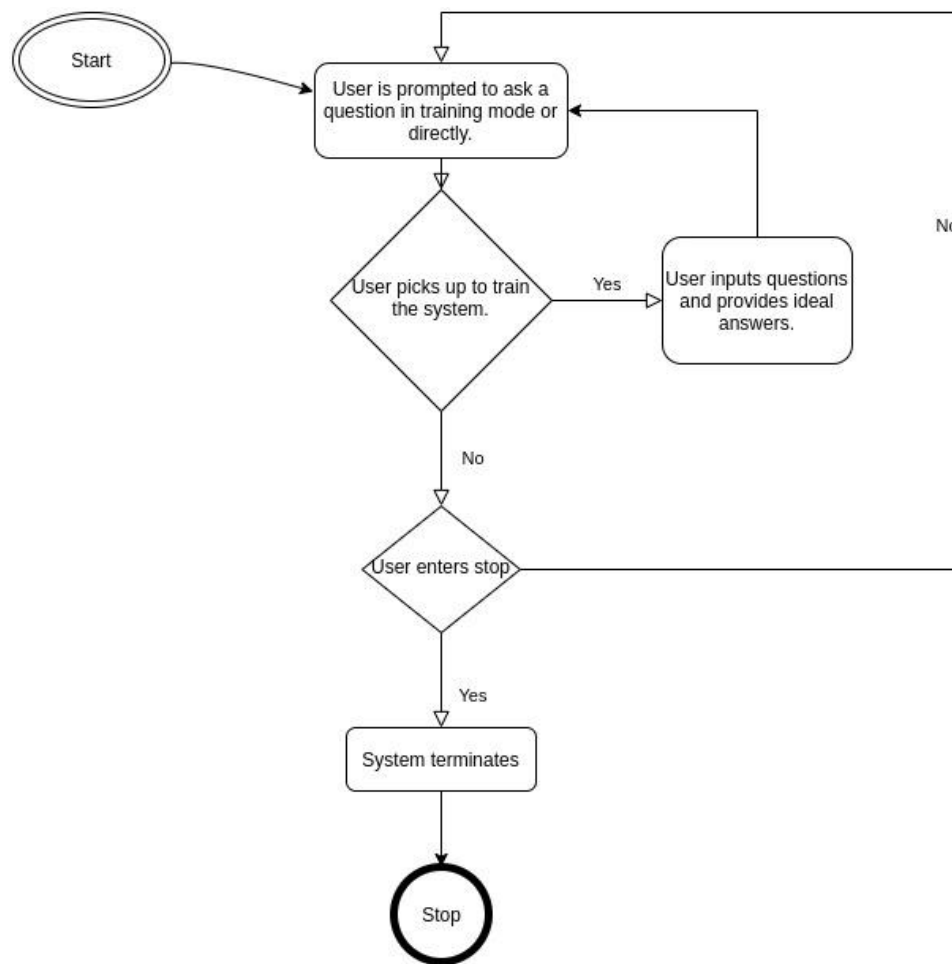 Start
User is prompted to ask a
question in training mode or
directly.
User picks up to train
the system.
Yes
User inputs questions
and provides ideal
answers.
No
No
User enters stop
Yes
System terminates
Stop